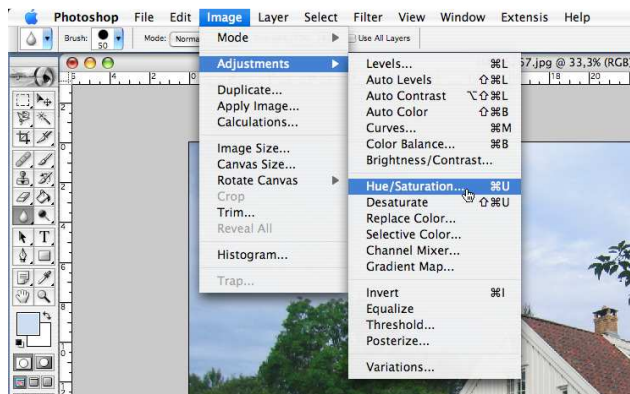 Photoshop File Edit Image Layer Select Filter View Window Extensis Help
Brush: 50 Mode: Norma Use All Layers
57.jpg @ 33,3% (RGB
Mode
Adjustments
Duplicate...
Apply Image...
Calculations...
Image Size...
Canvas Size...
Rotate Canvas
Crop
Trim...
Reveal All
Histogram...
Trap...
Levels... ⌘L
Auto Levels ⇧⌘L
Auto Contrast ⌥⇧⌘L
Auto Color ⇧⌘B
Curves... ⌘M
Color Balance... ⌘B
Brightness/Contrast...
Hue/Saturation... ⌘U
Desaturate ⇧⌘U
Replace Color...
Selective Color...
Channel Mixer...
Gradient Map...
Invert ⌘I
Equalize
Threshold...
Posterize...
Variations...